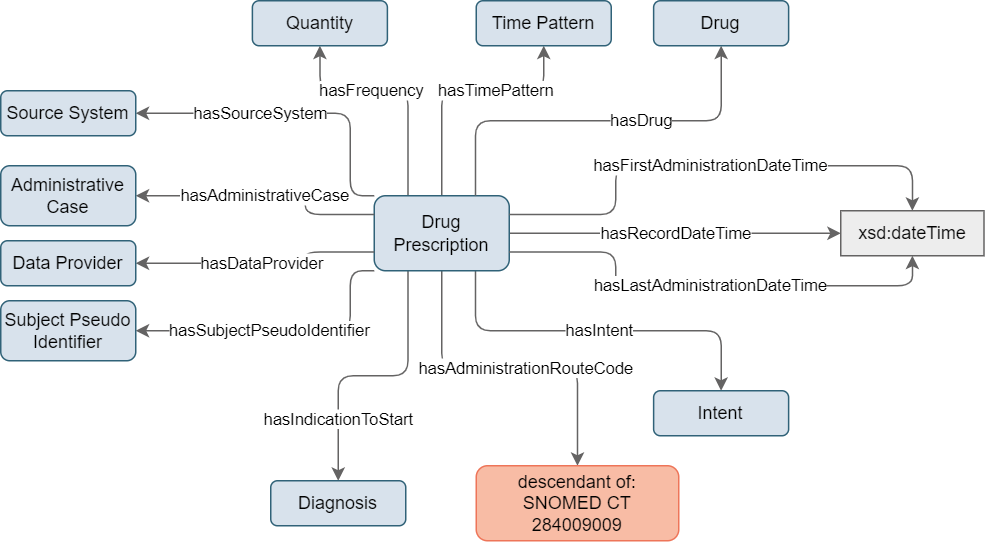 Quantity
Time Pattern
Drug
hasFrequency
hasTimePattern
Source System
hasSourceSystem
hasDrug
hasFirstAdministrationDateTime
Administrative
Case
hasAdministrativeCase
Drug
Prescription
hasRecordDateTime
xsd:dateTime
Data Provider
hasDataProvider
hasLastAdministrationDateTime
Subject Pseudo
Identifier
hasSubjectPseudoIdentifier
hasIntent
hasAdministrationRouteCode
Intent
hasIndicationToStart
Diagnosis
descendant of:
SNOMED CT
284009009